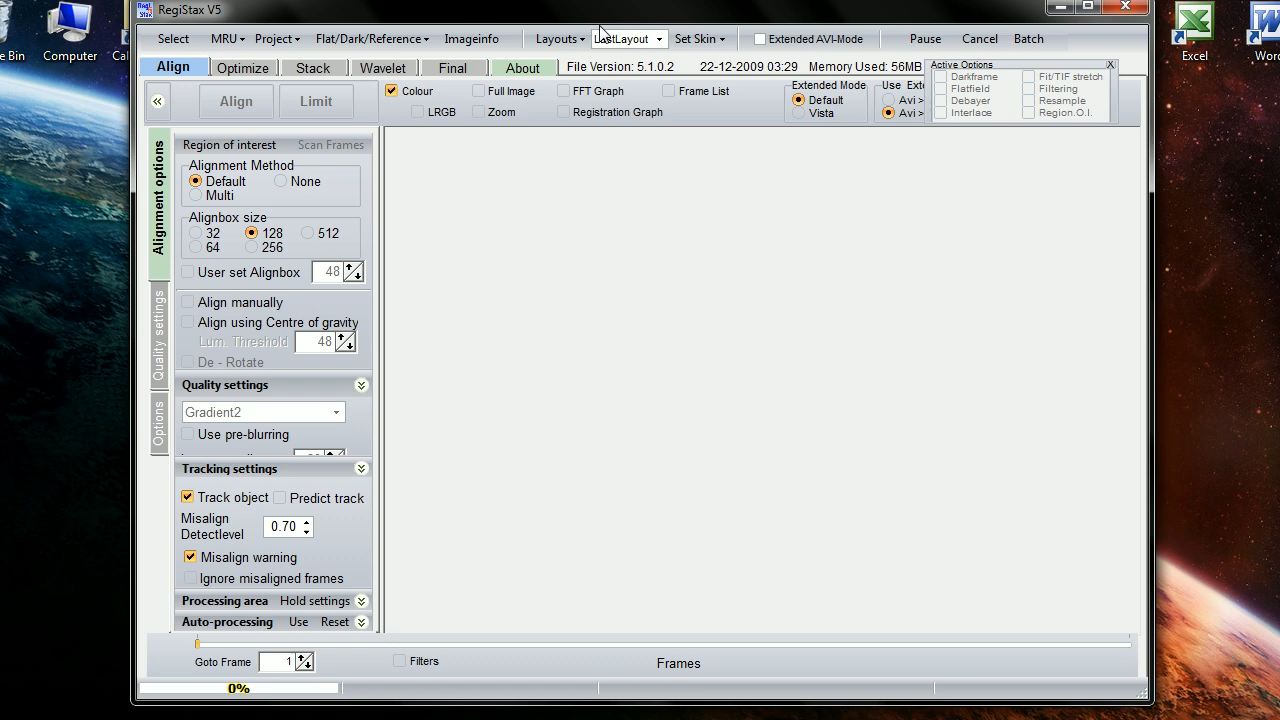 RegiStax V5
Select MRU Project Flat/Dark/Reference Imageinfo Layouts Set Skin Extended AVI-Mode Pause Cancel Batch
Align Optimize Stack Wavelet Final About File Version: 5.1.0.2 22-12-2009 03:29 Memory Used: 56MB
Active Options
Darkframe Fit/TIF stretch
Flatfield Filtering
Debayer Resample
Interlace Region.O.I.
X
Align Limit
Colour Full Image FFT Graph Frame List
LRGB Zoom Registration Graph
Extended Mode
Default
Vista
Avi >
Avi >
Alignment options
Quality settings
Options
Region of interest Scan Frames
Alignment Method
Default None
Multi
Alignbox size
32 128 512
64 256
User set Alignbox 48
Align manually
Align using Centre of gravity
Lum. Threshold 48
De - Rotate
Quality settings
Gradient2
Use pre-blurring
Tracking settings
Track object Predict track
Misalign
Detectlevel 0.70
Misalign warning
Ignore misaligned frames
Processing area Hold settings
Auto-processing Use Reset
Goto Frame 1 Filters Frames
0%
e Bin Computer
Excel